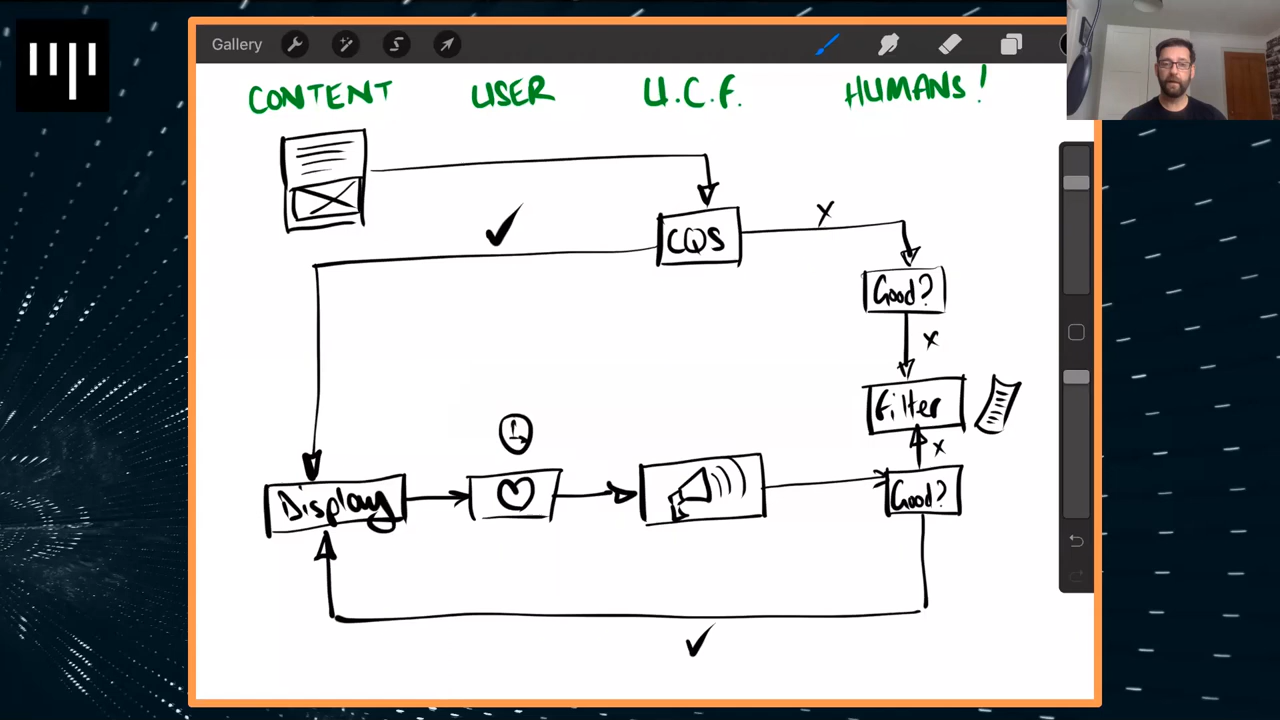 Gallery
CONTENT USER U.C.F. HUMANS!
CQS
x
Good?
x
Filter
x
Display
Good?